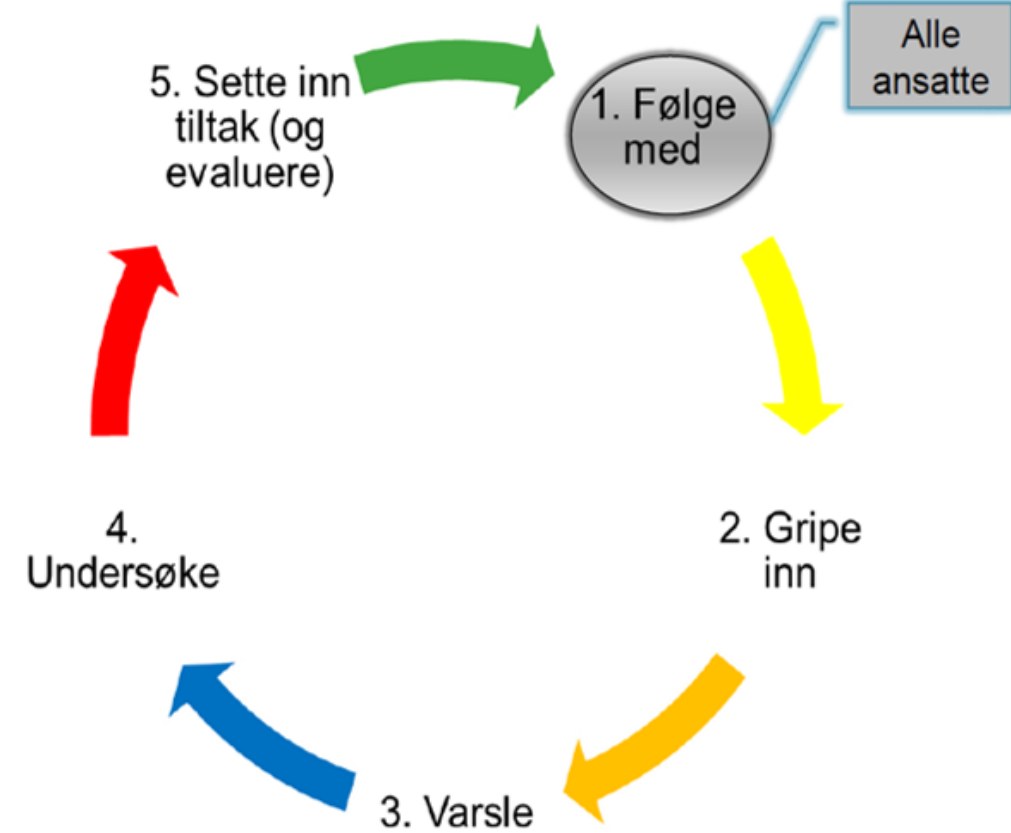 1. Følge
med
Alle
ansatte
2. Gripe
inn
3. Varsle
4.
Undersøke
5. Sette inn
tiltak (og
evaluere)